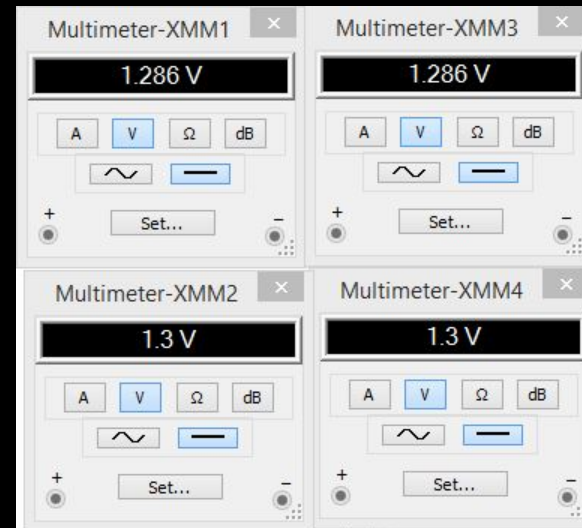 Multimeter-XMM1 ×
1.286 V
A V Ω dB
+ Set... −
Multimeter-XMM3 ×
1.286 V
A V Ω dB
+ Set... −
Multimeter-XMM2 ×
1.3 V
A V Ω dB
+ Set... −
Multimeter-XMM4 ×
1.3 V
A V Ω dB
+ Set... −